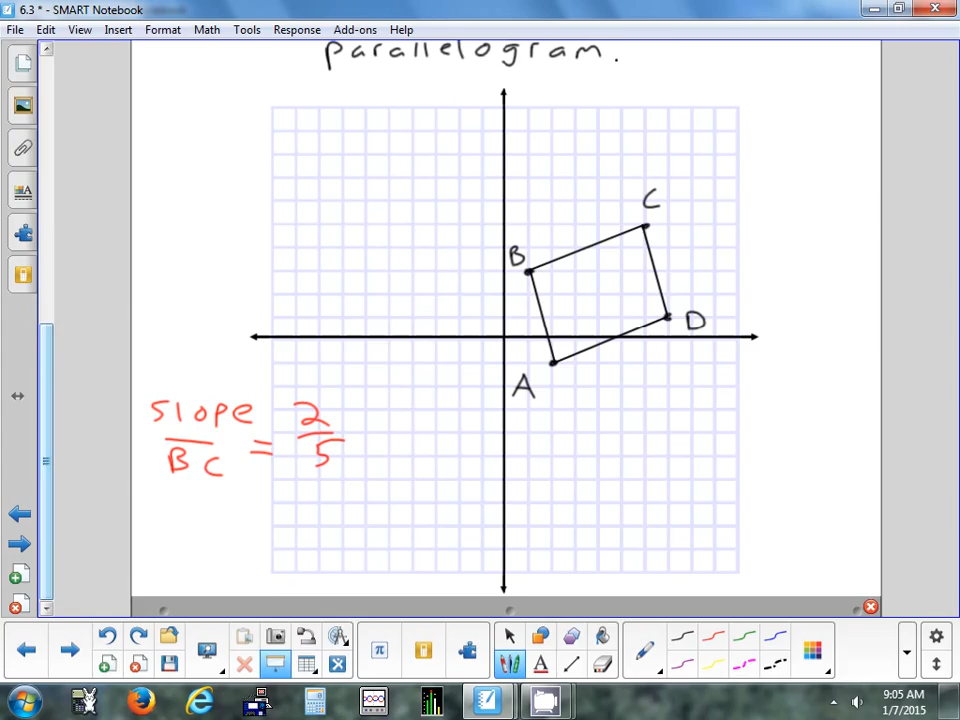 6.3 * - SMART Notebook
File Edit View Insert Format Math Tools Response Add-ons Help
parallelogram.
C
B
D
A
Slope 2
BC = 5
A
π
A
9:05 AM
1/7/2015